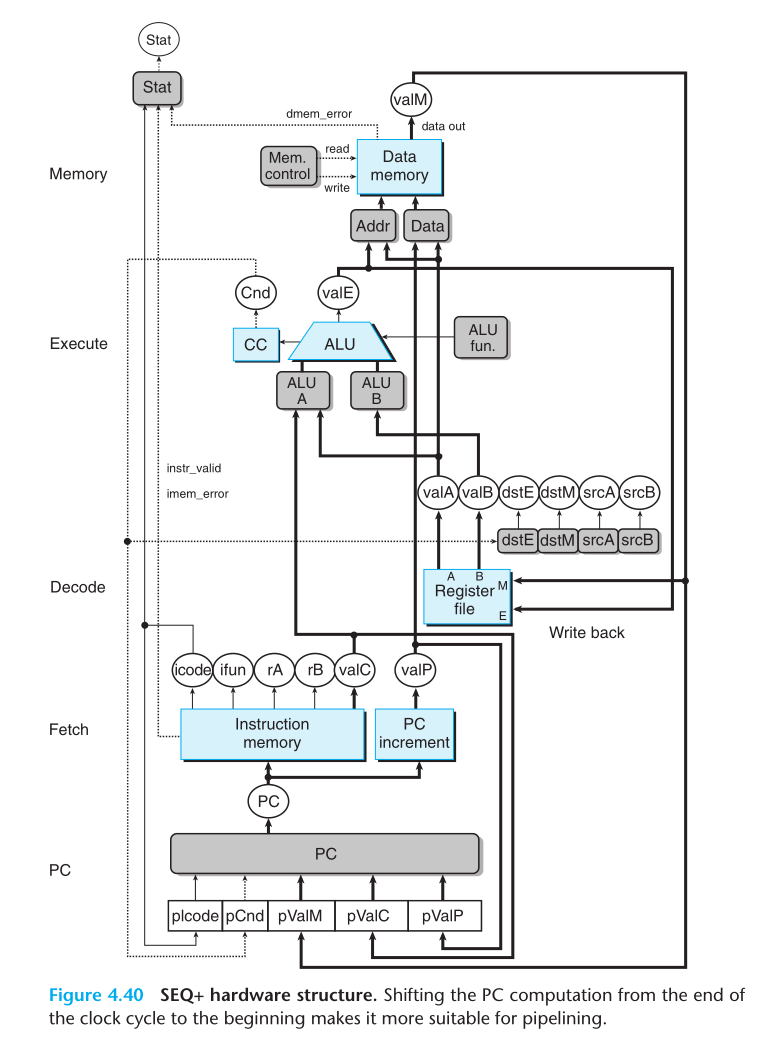 Stat
Stat
valM
dmem_error
data out
Memory
Mem.
control
read
write
Data
memory
Addr
Data
Cnd
valE
Execute
CC
ALU
ALU
fun.
ALU
A
ALU
B
instr_valid
imem_error
valA
valB
dstE
dstM
srcA
srcB
dstE
dstM
srcA
srcB
Decode
A
B
M
Register
file
E
Write back
icode
ifun
rA
rB
valC
valP
Fetch
Instruction
memory
PC
increment
PC
PC
PC
pIcode
pCnd
pValM
pValC
pValP
Figure 4.40 SEQ+ hardware structure. Shifting the PC computation from the end of
the clock cycle to the beginning makes it more suitable for pipelining.